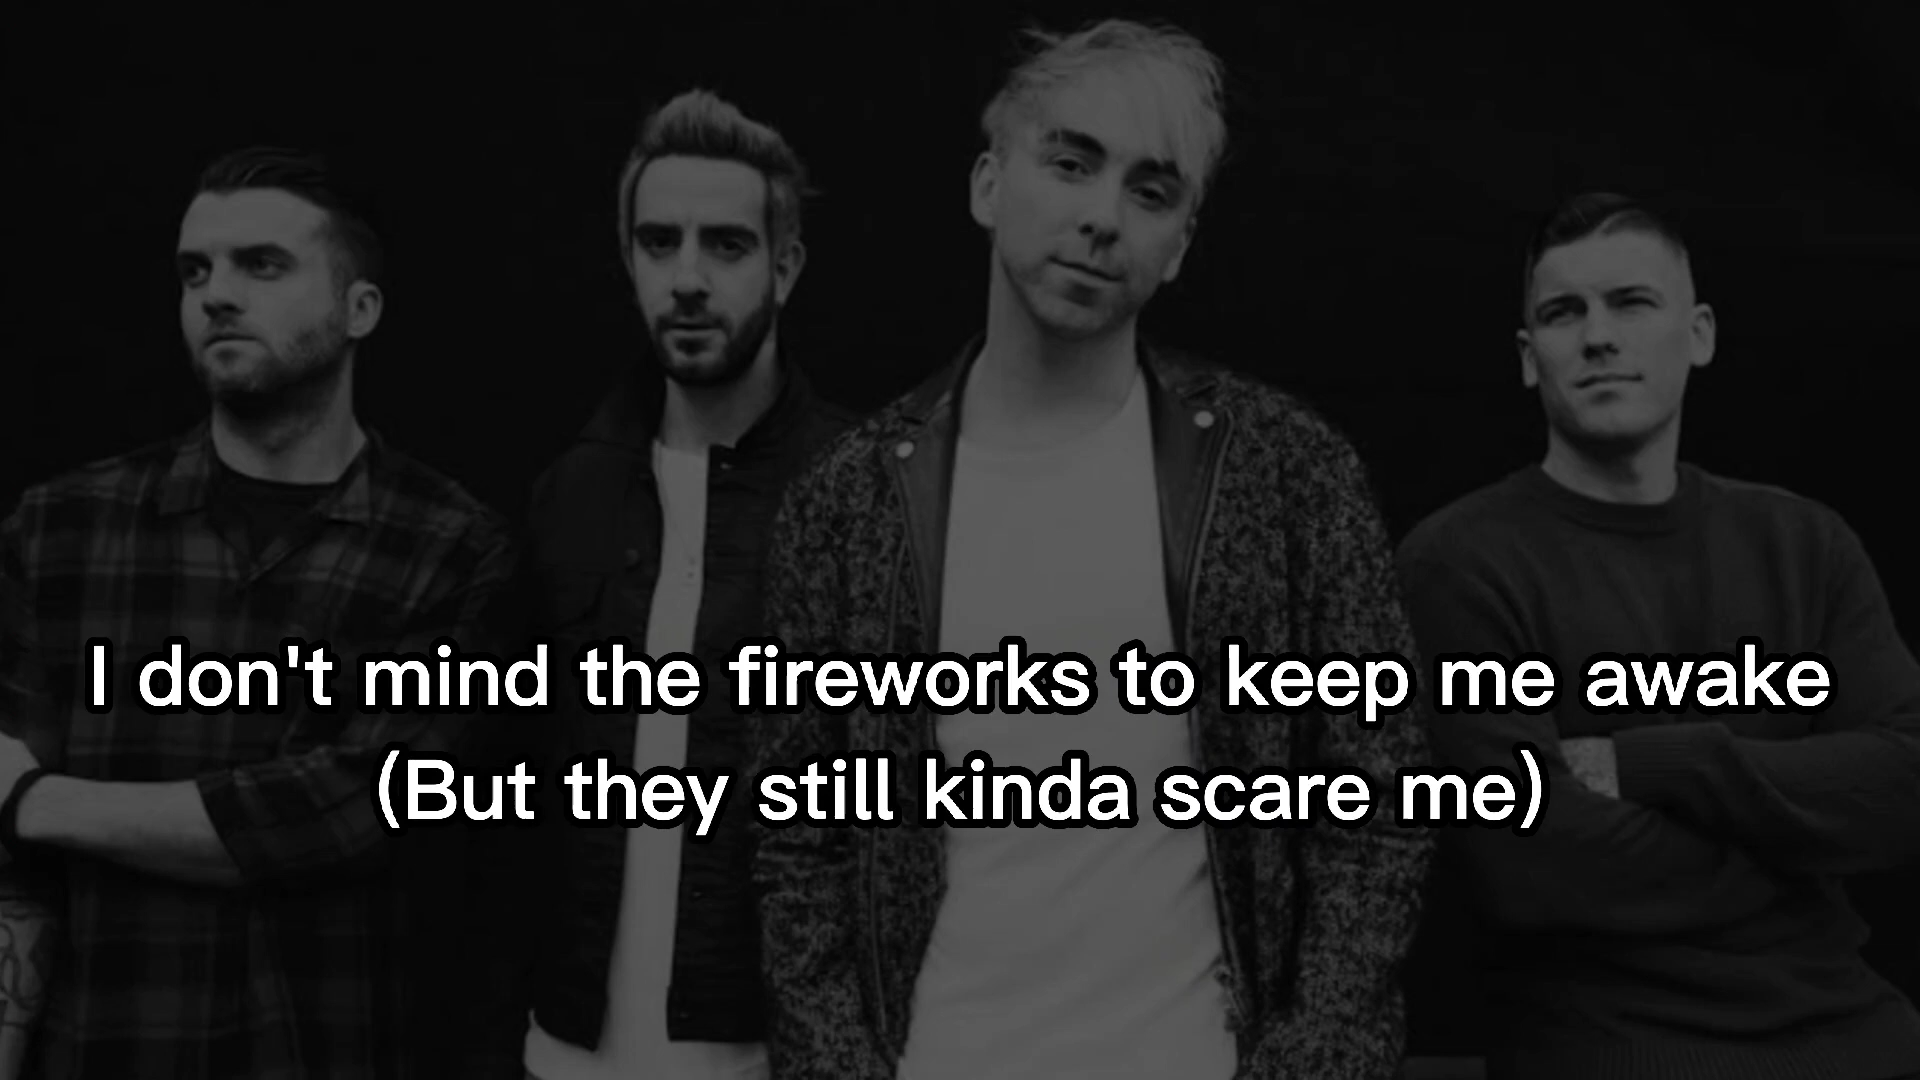 I don't mind the fireworks to keep me awake
(But they still kinda scare me)